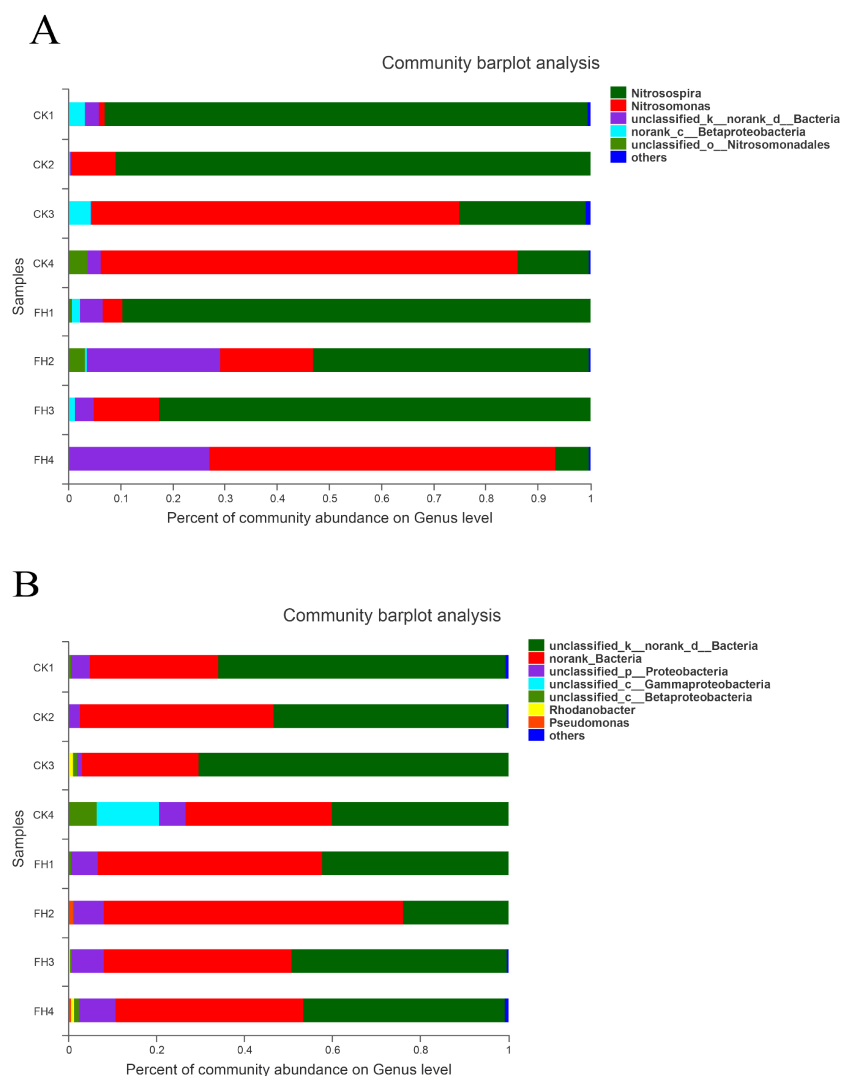 A
Community barplot analysis
Nitrosospira
Nitrosomonas
unclassified_k__norank_d__Bacteria
norank_c__Betaproteobacteria
unclassified_o__Nitrosomonadales
others
Samples
CK1
CK2
CK3
CK4
FH1
FH2
FH3
FH4
0 0.1 0.2 0.3 0.4 0.5 0.6 0.7 0.8 0.9 1
Percent of community abundance on Genus level
B
Community barplot analysis
unclassified_k__norank_d__Bacteria
norank_Bacteria
unclassified_p__Proteobacteria
unclassified_c__Gammaproteobacteria
unclassified_c__Betaproteobacteria
Rhodanobacter
Pseudomonas
others
Samples
CK1
CK2
CK3
CK4
FH1
FH2
FH3
FH4
0 0.2 0.4 0.6 0.8 1
Percent of community abundance on Genus level